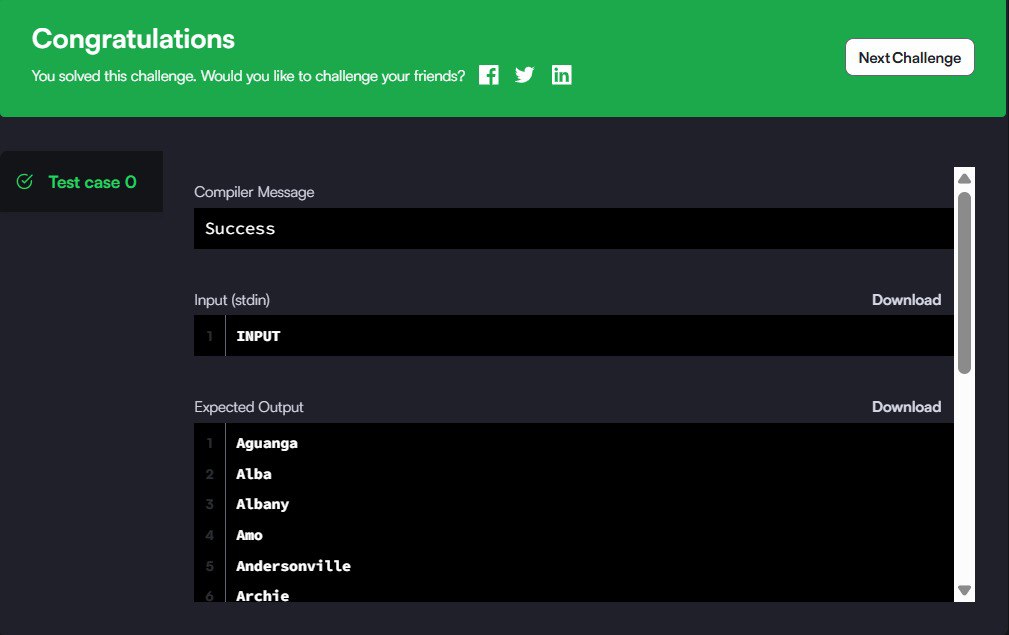 Congratulations
You solved this challenge. Would you like to challenge your friends?
Next Challenge
Test case 0
Compiler Message
Success
Input (stdin)
Download
1 INPUT
Expected Output
Download
1 Aguanga
2 Alba
3 Albany
4 Amo
5 Andersonville
6 Archie